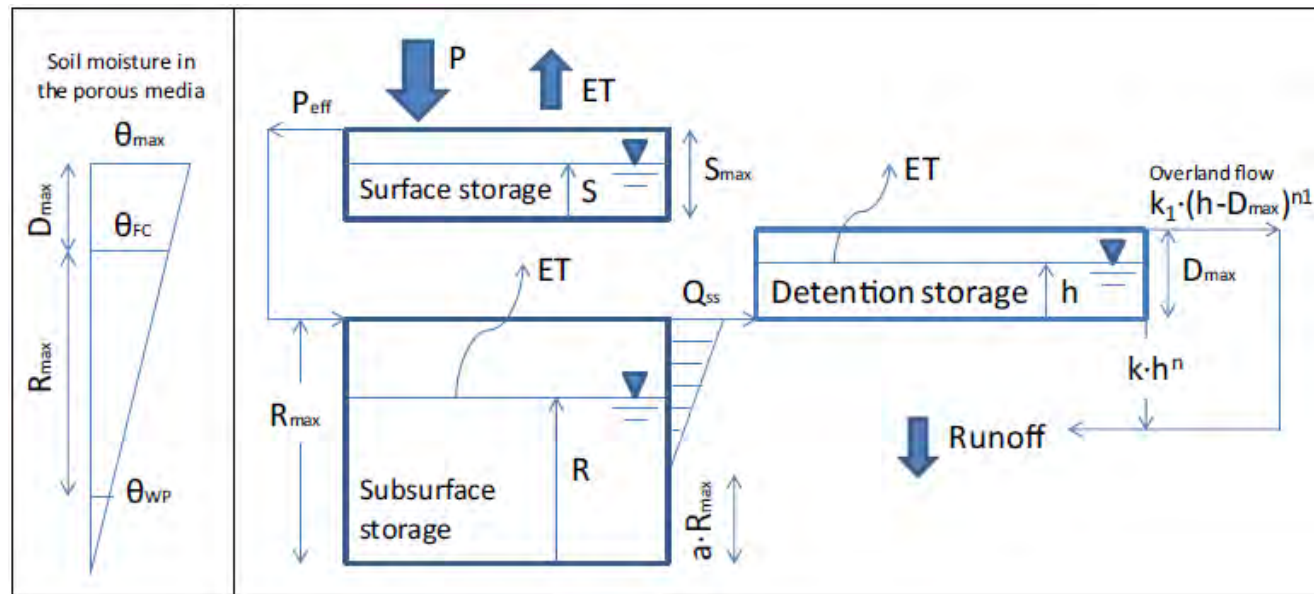 Soil moisture in
the porous media
θmax
Dmax
θFC
Rmax
θWP
P
ET
Peff
Surface storage
S
Smax
ET
Rmax
Subsurface
storage
R
Qss
a·Rmax
ET
Detention storage
h
Overland flow
k1·(h-Dmax)n1
Dmax
k·hn
Runoff